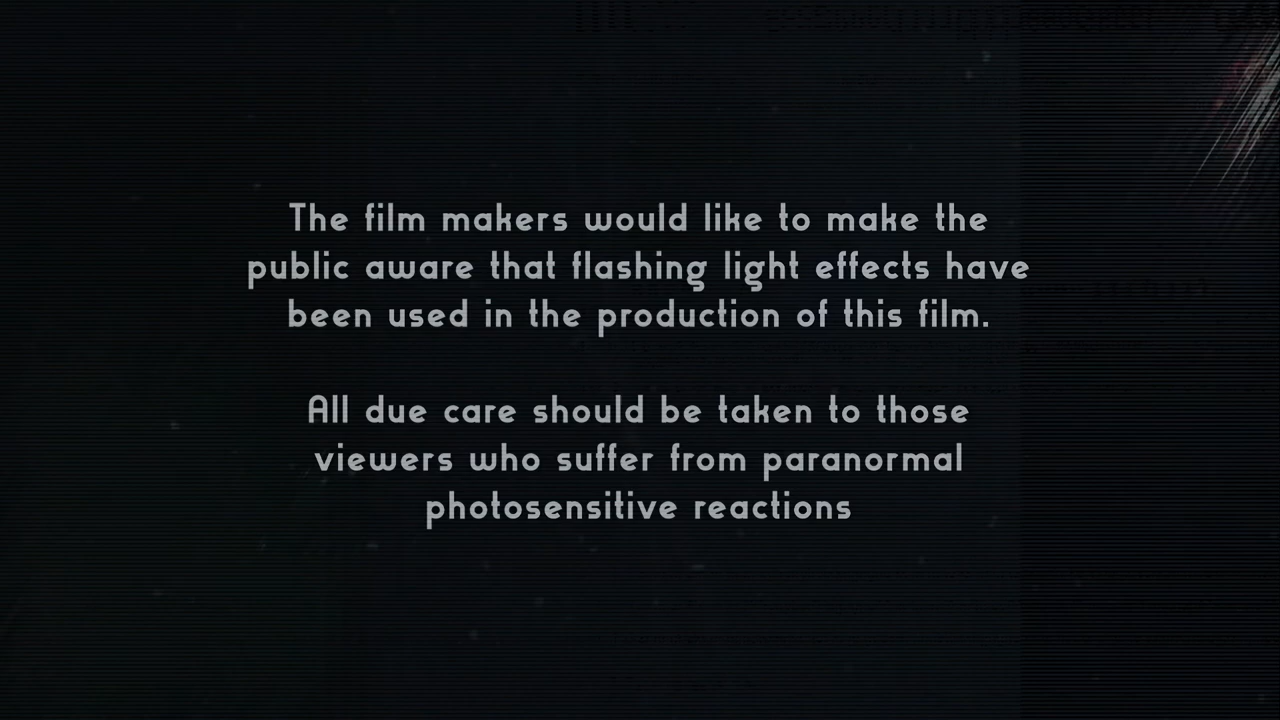 The film makers would like to make the
public aware that flashing light effects have
been used in the production of this film.
All due care should be taken to those
viewers who suffer from paranormal
photosensitive reactions